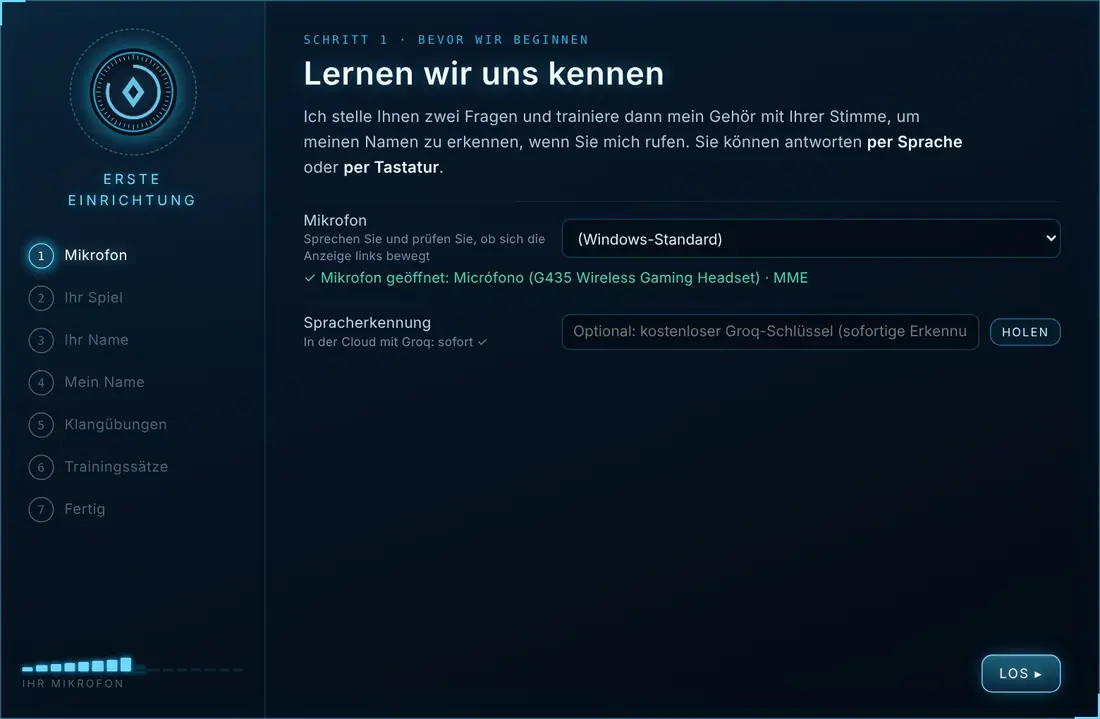 ERSTE
EINRICHTUNG
1 Mikrofon
2 Ihr Spiel
3 Ihr Name
4 Mein Name
5 Klangübungen
6 Trainingssätze
7 Fertig
IHR MIKROFON
SCHRITT 1 · BEVOR WIR BEGINNEN
Lernen wir uns kennen
Ich stelle Ihnen zwei Fragen und trainiere dann mein Gehör mit Ihrer Stimme, um
meinen Namen zu erkennen, wenn Sie mich rufen. Sie können antworten per Sprache
oder per Tastatur.
Mikrofon
Sprechen Sie und prüfen Sie, ob sich die
Anzeige links bewegt
(Windows-Standard)
✓ Mikrofon geöffnet: Micrófono (G435 Wireless Gaming Headset) · MME
Spracherkennung
In der Cloud mit Groq: sofort ✓
Optional: kostenloser Groq-Schlüssel (sofortige Erkennu
HOLEN
LOS ▸